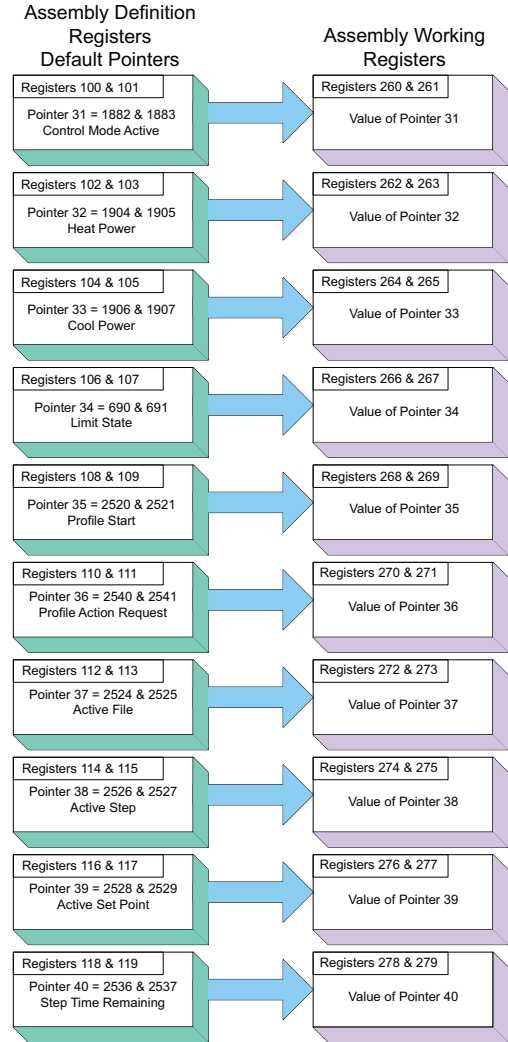 Assembly Definition
Registers
Default Pointers
Assembly Working
Registers
Registers 100 & 101
Pointer 31 = 1882 & 1883
Control Mode Active
Registers 260 & 261
Value of Pointer 31
Registers 102 & 103
Pointer 32 = 1904 & 1905
Heat Power
Registers 262 & 263
Value of Pointer 32
Registers 104 & 105
Pointer 33 = 1906 & 1907
Cool Power
Registers 264 & 265
Value of Pointer 33
Registers 106 & 107
Pointer 34 = 690 & 691
Limit State
Registers 266 & 267
Value of Pointer 34
Registers 108 & 109
Pointer 35 = 2520 & 2521
Profile Start
Registers 268 & 269
Value of Pointer 35
Registers 110 & 111
Pointer 36 = 2540 & 2541
Profile Action Request
Registers 270 & 271
Value of Pointer 36
Registers 112 & 113
Pointer 37 = 2524 & 2525
Active File
Registers 272 & 273
Value of Pointer 37
Registers 114 & 115
Pointer 38 = 2526 & 2527
Active Step
Registers 274 & 275
Value of Pointer 38
Registers 116 & 117
Pointer 39 = 2528 & 2529
Active Set Point
Registers 276 & 277
Value of Pointer 39
Registers 118 & 119
Pointer 40 = 2536 & 2537
Step Time Remaining
Registers 278 & 279
Value of Pointer 40